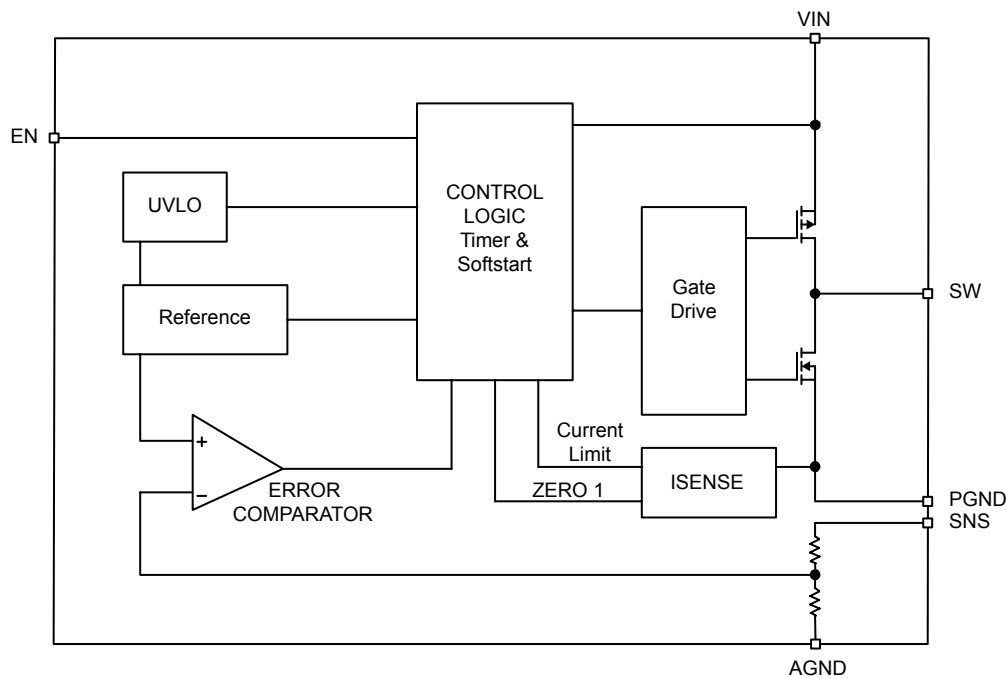 VIN
EN
UVLO
CONTROL
LOGIC
Timer &
Softstart
Gate
Drive
SW
Reference
+
−
ERROR
COMPARATOR
Current
Limit
ZERO 1
ISENSE
PGND
SNS
AGND